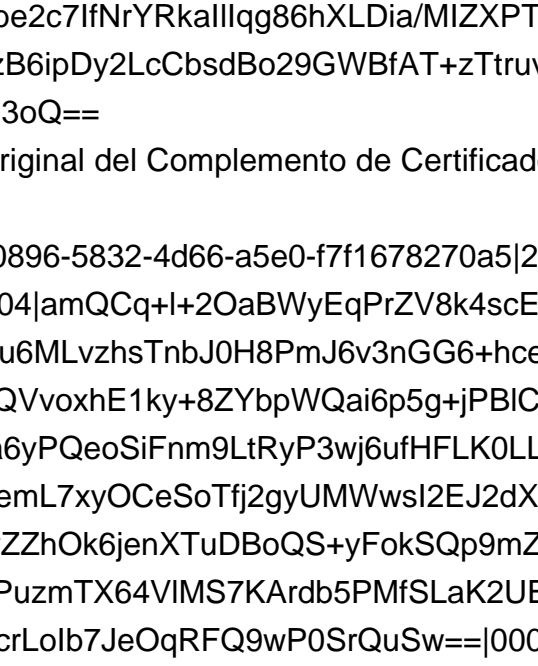 oe2c7IfNrYRkaIIlIqg86hXLDia/MIZXPT
zB6ipDy2LcCbsdBo29GWBfAT+zTtruv
3oQ==
riginal del Complemento de Certificado
0896-5832-4d66-a5e0-f7f1678270a5|2
04|amQCq+I+2OaBWyEqPrZV8k4scE
u6MLvzhsTnbJ0H8PmJ6v3nGG6+hce
QVvoxhE1ky+8ZYbpWQai6p5g+jPBlC
a6yPQeoSiFnm9LtRyP3wj6ufHFLK0LL
emL7xyOCeSoTfj2gyUMWwsI2EJ2dX
ZZhOk6jenXTuDBoQS+yFokSQp9mZ
PuzmTX64VlMS7KArdb5PMfSLaK2UE
crLoIb7JeOqRFQ9wP0SrQuSw==|000